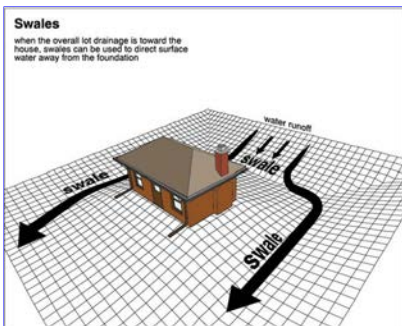 Swales
when the overall lot drainage is toward the
house, swales can be used to direct surface
water away from the foundation
water runoff
swale
swale
swale